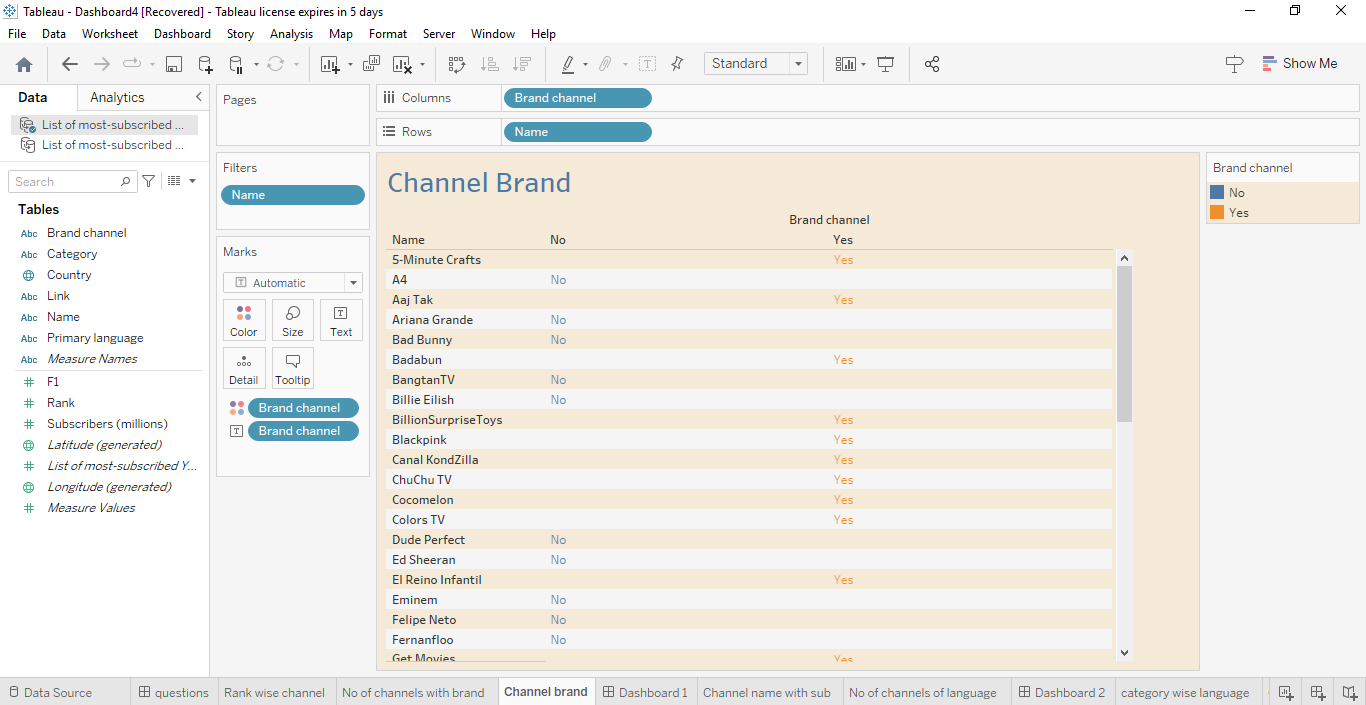 Tableau - Dashboard4 [Recovered] - Tableau license expires in 5 days
File Data Worksheet Dashboard Story Analysis Map Format Server Window Help
Standard
Show Me
Data Analytics
List of most-subscribed ...
List of most-subscribed ...
Search
Tables
Abc Brand channel
Abc Category
Country
Abc Link
Abc Name
Abc Primary language
Abc Measure Names
# F1
# Rank
# Subscribers (millions)
Latitude (generated)
# List of most-subscribed Y...
Longitude (generated)
# Measure Values
Pages
Filters
Name
Marks
Automatic
Color Size Text
Detail Tooltip
Brand channel
Brand channel
Columns Brand channel
Rows Name
Channel Brand
Brand channel
Name No Yes
5-Minute Crafts Yes
A4 No
Aaj Tak Yes
Ariana Grande No
Bad Bunny No
Badabun Yes
BangtanTV No
Billie Eilish No
BillionSurpriseToys Yes
Blackpink Yes
Canal KondZilla Yes
ChuChu TV Yes
Cocomelon Yes
Colors TV Yes
Dude Perfect No
Ed Sheeran No
El Reino Infantil Yes
Eminem No
Felipe Neto No
Fernanfloo No
Get Movies Yes
Brand channel
No
Yes
Data Source questions Rank wise channel No of channels with brand Channel brand Dashboard 1 Channel name with sub No of channels of language Dashboard 2 category wise language